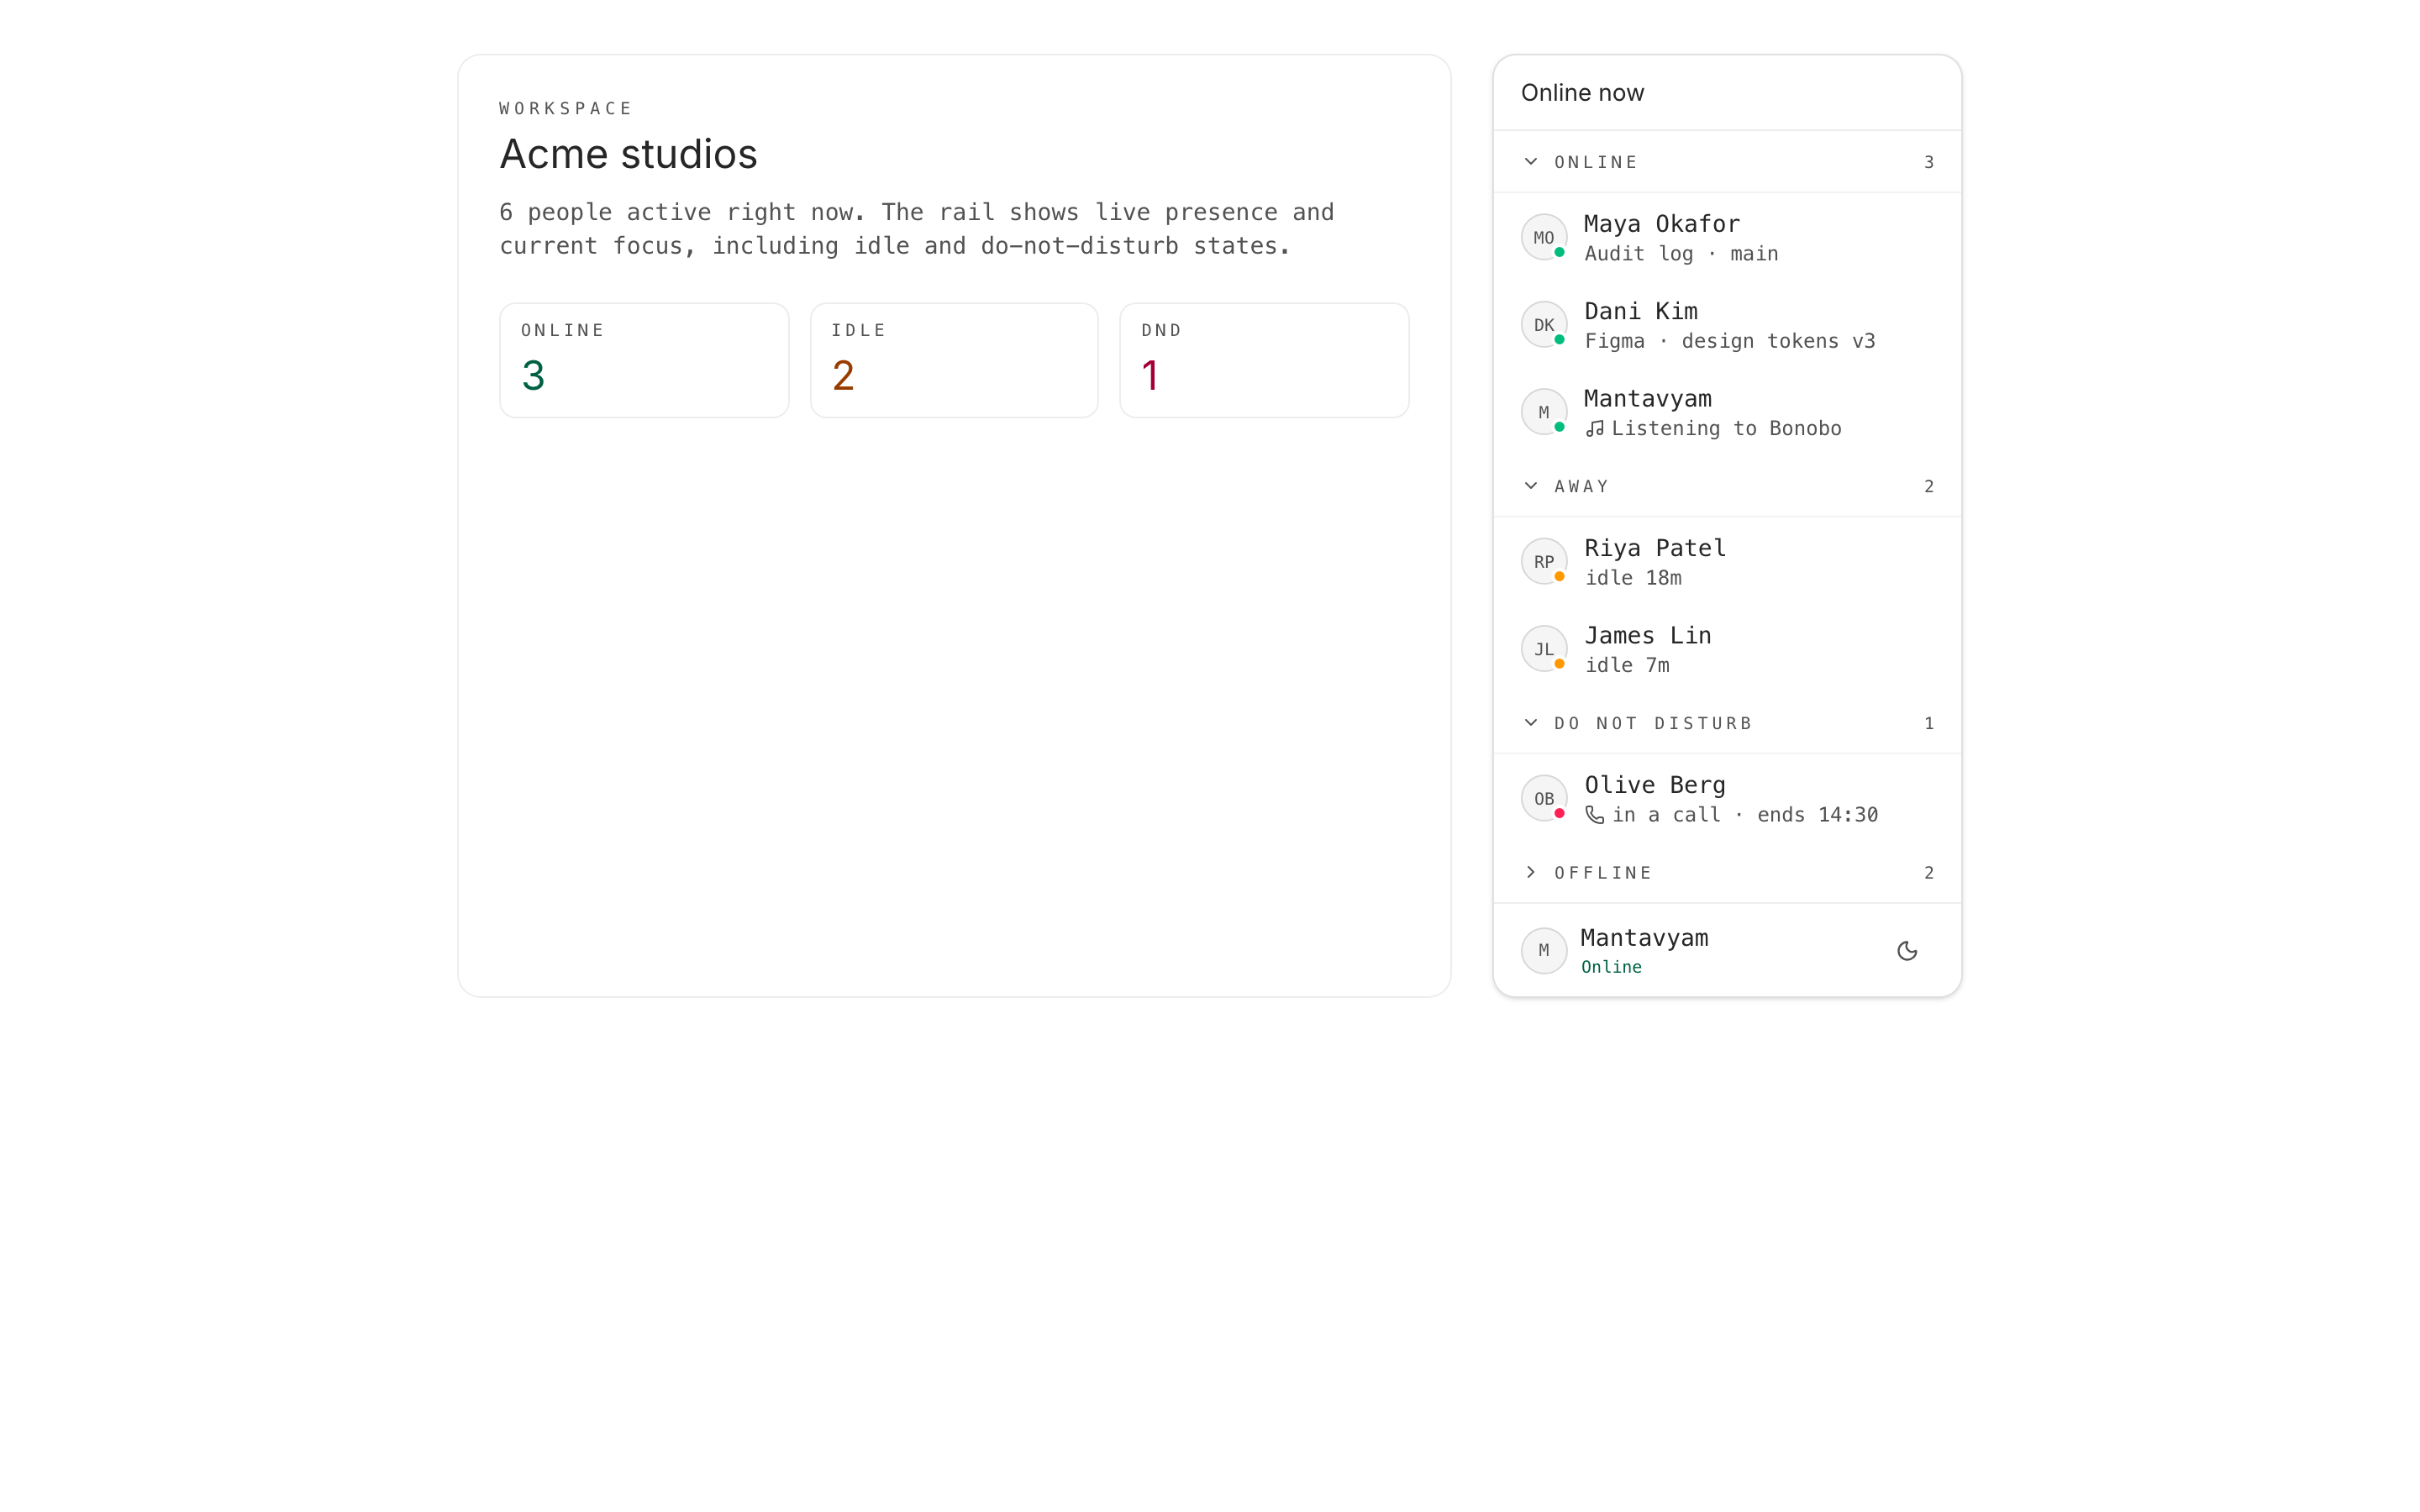 WORKSPACE
Acme studios
6 people active right now. The rail shows live presence and
current focus, including idle and do-not-disturb states.
ONLINE
3
IDLE
2
DND
1
Online now
ONLINE 3
MO
Maya Okafor
Audit log · main
DK
Dani Kim
Figma · design tokens v3
M
Mantavyam
Listening to Bonobo
AWAY 2
RP
Riya Patel
idle 18m
JL
James Lin
idle 7m
DO NOT DISTURB 1
OB
Olive Berg
in a call · ends 14:30
OFFLINE 2
M
Mantavyam
Online